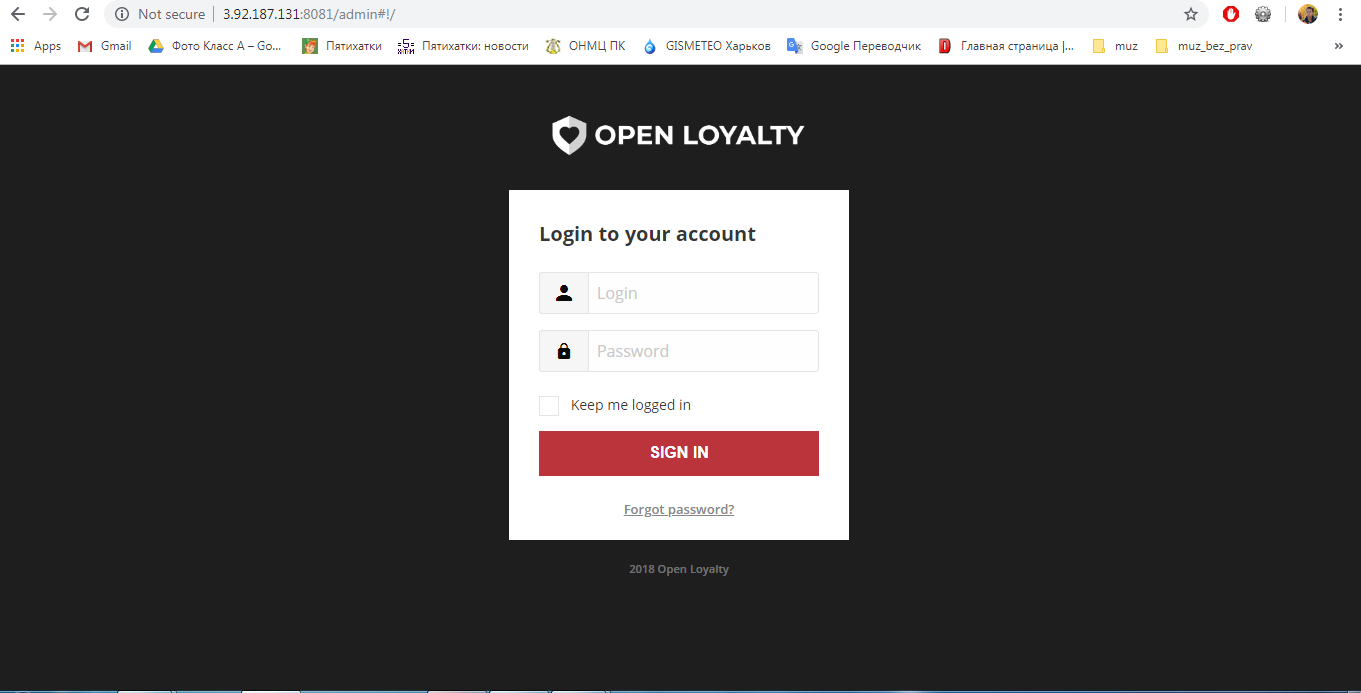 Not secure | 3.92.187.131:8081/admin#!/
Apps Gmail Фото Класс А – Go... Пятихатки Пятихатки: новости ОНМЦ ПК GISMETEO Харьков Google Переводчик Главная страница |... muz muz_bez_prav »
OPEN LOYALTY
Login to your account
Login
Password
Keep me logged in
SIGN IN
Forgot password?
2018 Open Loyalty